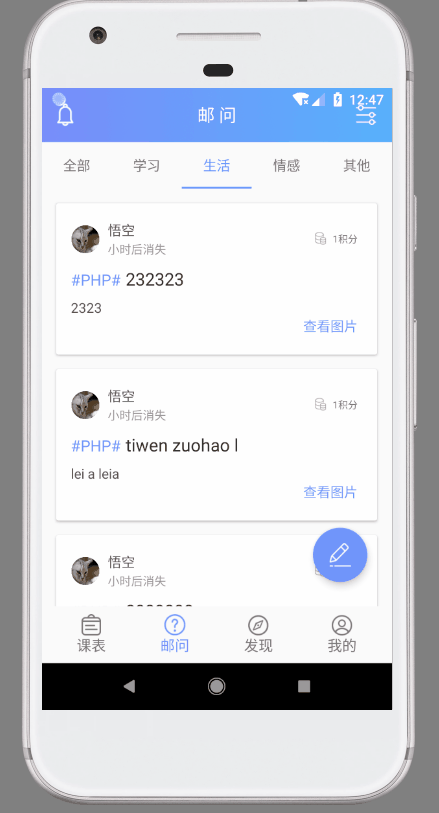 12:47
邮问
全部 学习 生活 情感 其他
悟空
1积分
小时后消失
#PHP# 232323
2323
查看图片
悟空
1积分
小时后消失
#PHP# tiwen zuohao l
lei a leia
查看图片
悟空
小时后消失
课表 邮问 发现 我的